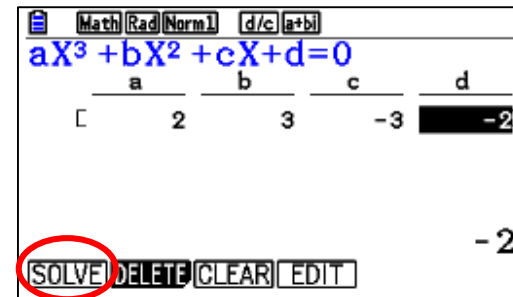 Math Rad Norm1 d/c a+bi
aX³ +bX² +cX+d=0
a b c d
[ 2 3 -3 -2
-2
SOLVE DELETE CLEAR EDIT